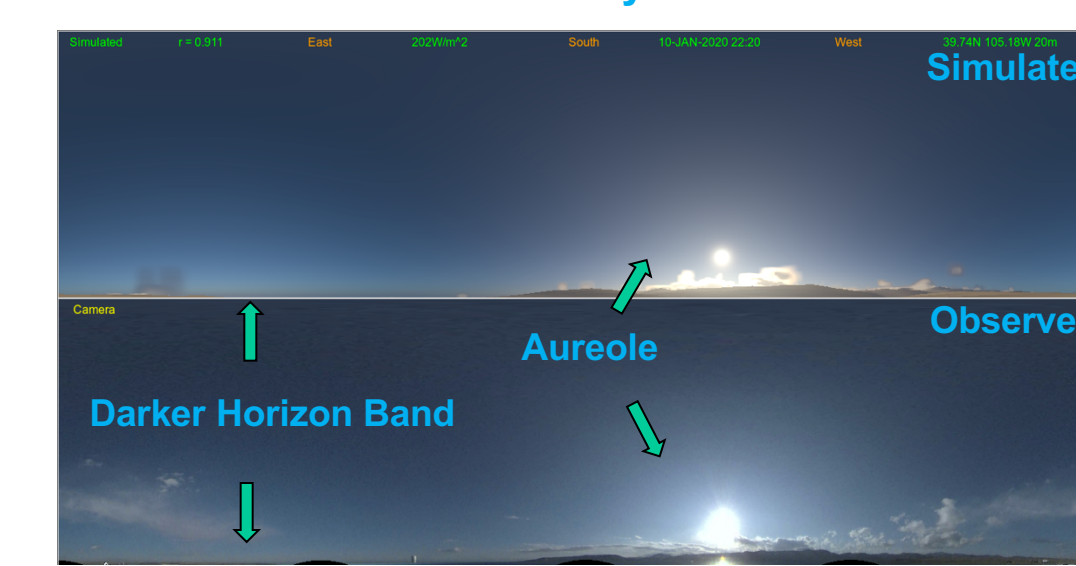 Simulated r = 0.911 East 202W/m^2 South 10-JAN-2020 22:20 West 39.74N 105.18W 20m
Simulate
Camera
Observe
Aureole
Darker Horizon Band